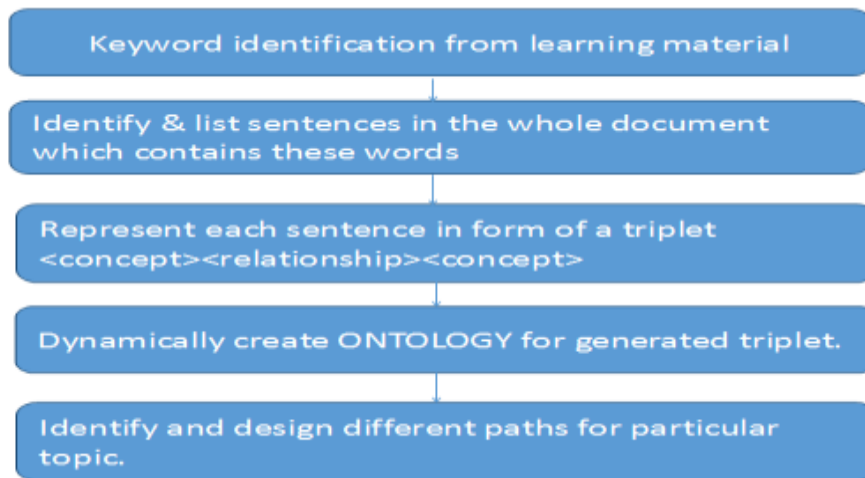 Keyword identification from learning material
Identify & list sentences in the whole document
which contains these words
Represent each sentence in form of a triplet
<concept><relationship><concept>
Dynamically create ONTOLOGY for generated triplet.
Identify and design different paths for particular
topic.